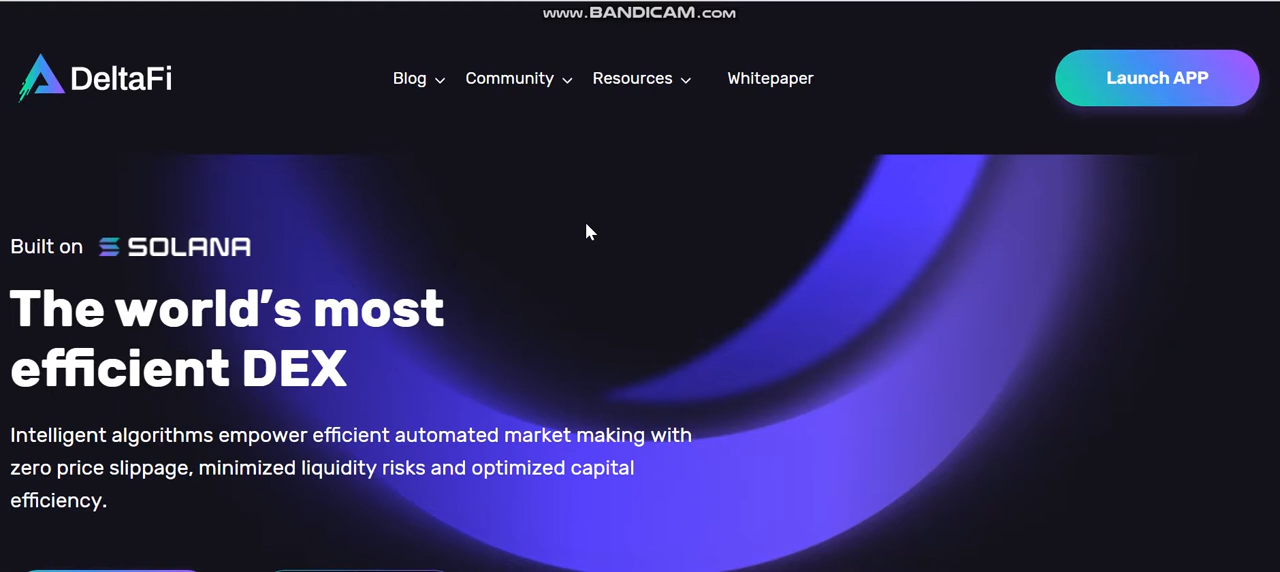 www.BANDICAM.com
DeltaFi
Blog Community Resources Whitepaper
Launch APP
Built on SOLANA
The world's most
efficient DEX
Intelligent algorithms empower efficient automated market making with
zero price slippage, minimized liquidity risks and optimized capital
efficiency.